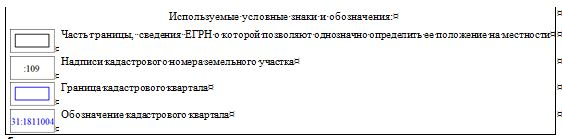 Используемые условные знаки и обозначения:¤
Часть границы, сведения ЕГРН о которой позволяют однозначно определить ее положение на местности¤
:109 Надписи кадастрового номера земельного участка¤
Граница кадастрового квартала¤
31:1811004 Обозначение кадастрового квартала¤